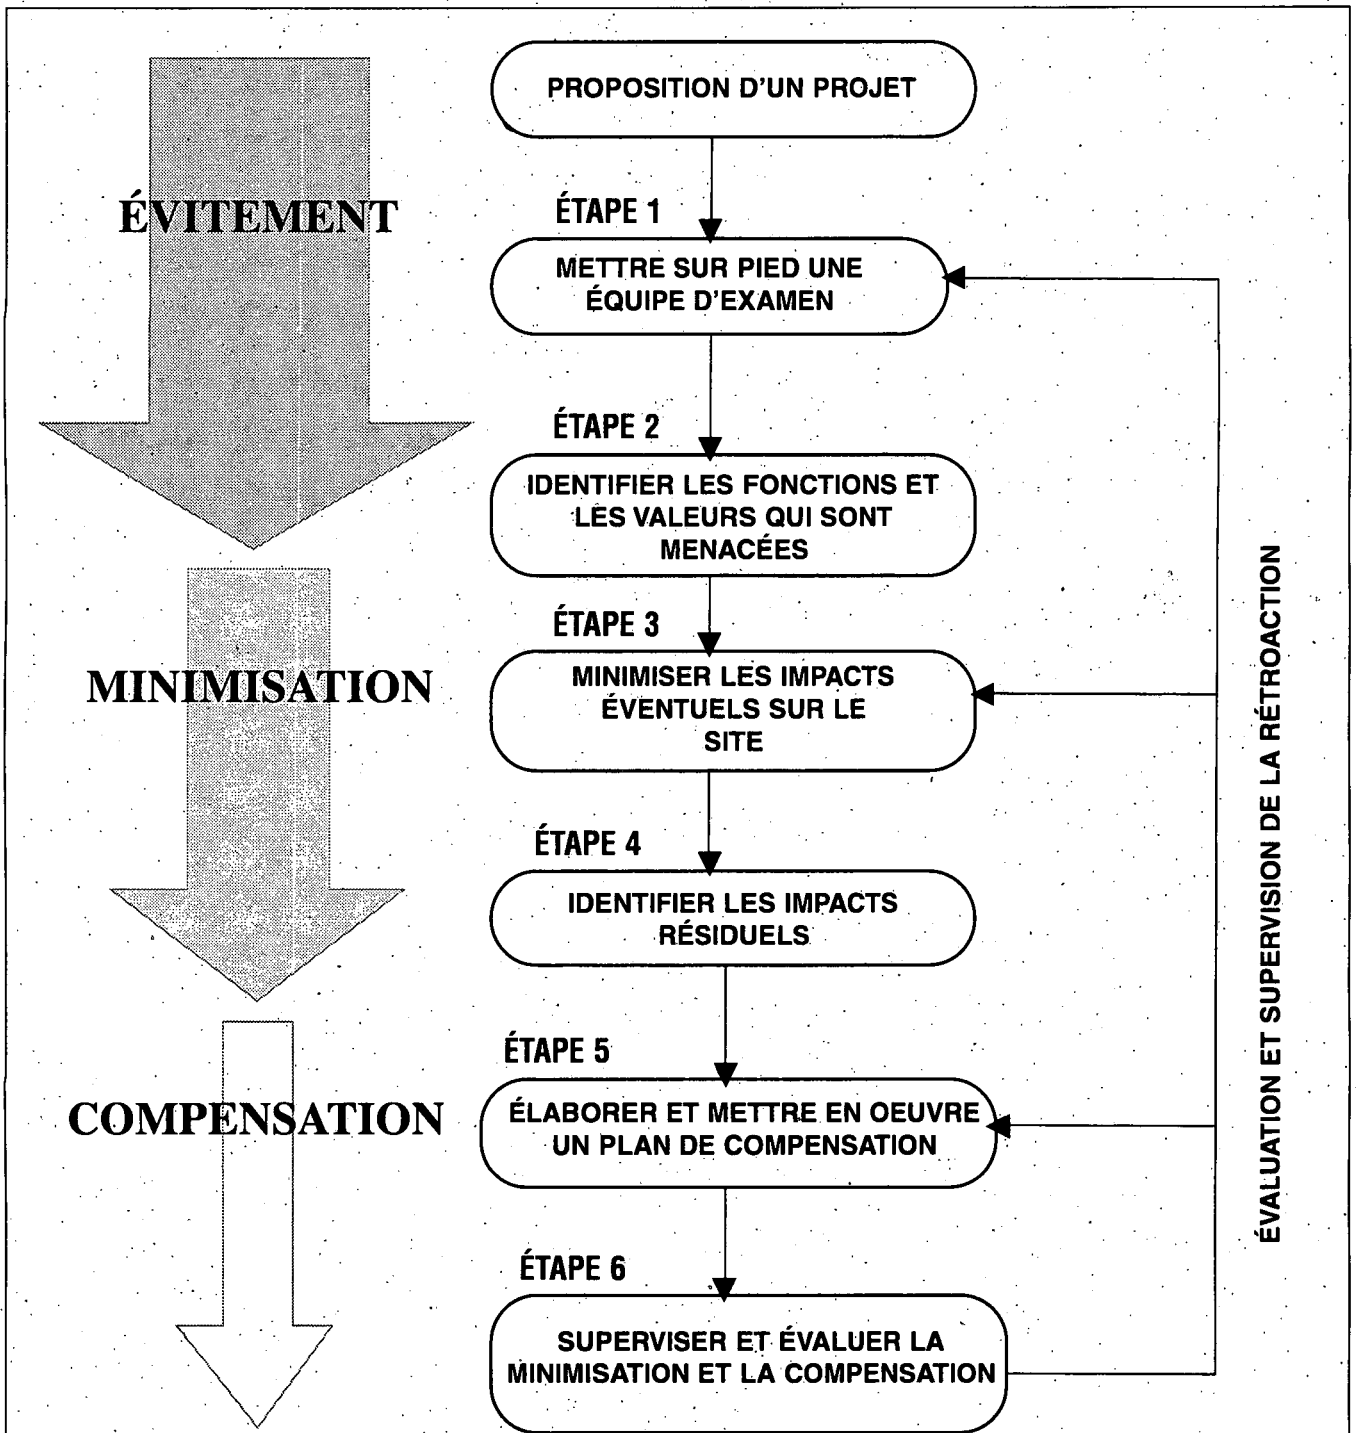 PROPOSITION D'UN PROJET
ÉVITEMENT
ÉTAPE 1
METTRE SUR PIED UNE
ÉQUIPE D'EXAMEN
ÉTAPE 2
IDENTIFIER LES FONCTIONS ET
LES VALEURS QUI SONT
MENACÉES
ÉTAPE 3
MINIMISATION
MINIMISER LES IMPACTS
ÉVENTUELS SUR LE
SITE
ÉTAPE 4
IDENTIFIER LES IMPACTS
RÉSIDUELS
ÉTAPE 5
COMPENSATION
ÉLABORER ET METTRE EN OEUVRE
UN PLAN DE COMPENSATION
ÉTAPE 6
SUPERVISER ET ÉVALUER LA
MINIMISATION ET LA COMPENSATION
ÉVALUATION ET SUPERVISION DE LA RÉTROACTION